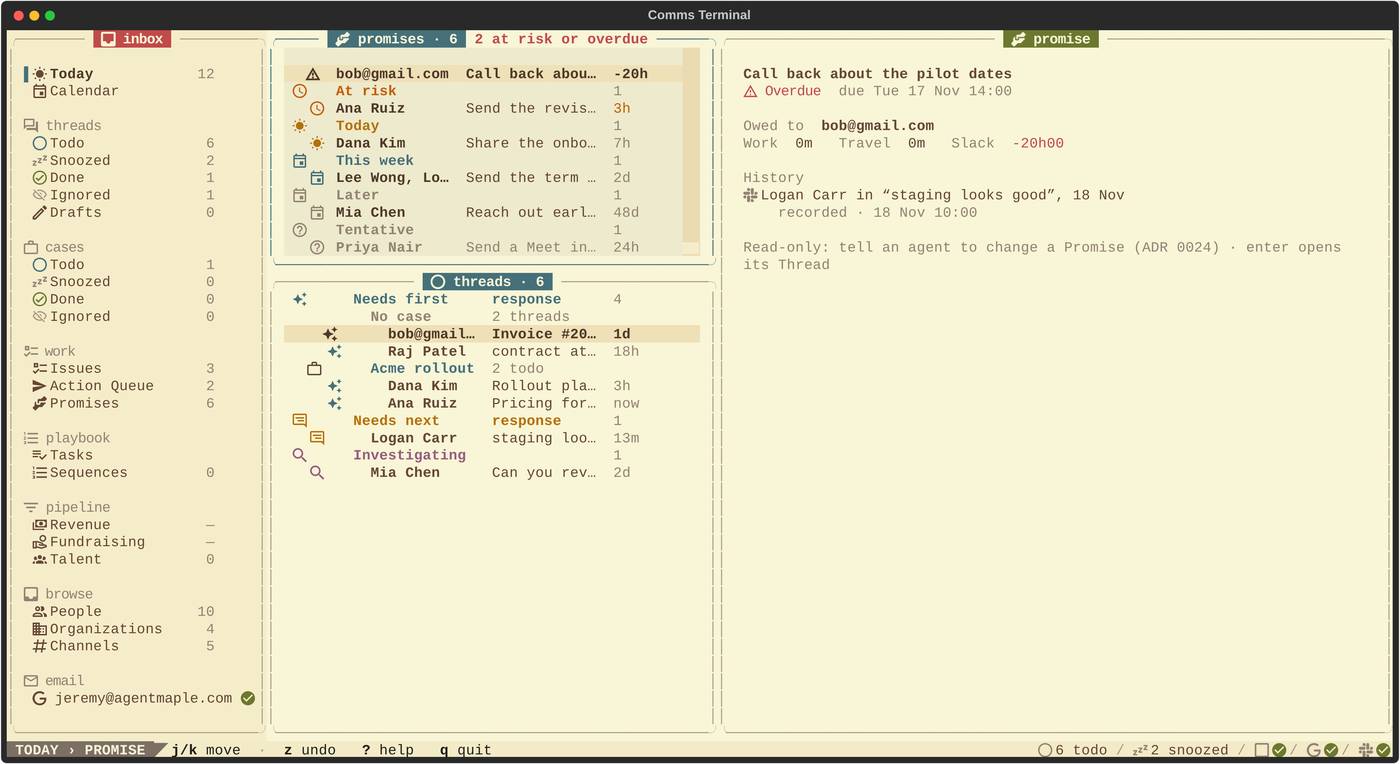 Comms Terminal
inbox
Today 12
Calendar
threads
Todo 6
zzz Snoozed 2
Done 1
Ignored 1
Drafts 0
cases
Todo 1
zzz Snoozed 0
Done 0
Ignored 0
work
Issues 3
Action Queue 2
Promises 6
playbook
Tasks
Sequences 0
pipeline
Revenue —
Fundraising —
Talent 0
browse
People 10
Organizations 4
Channels 5
email
G jeremy@agentmaple.com
promises · 6 2 at risk or overdue
bob@gmail.com Call back abou… -20h
At risk 1
Ana Ruiz Send the revis… 3h
Today 1
Dana Kim Share the onbo… 7h
This week 1
Lee Wong, Lo… Send the term … 2d
Later 1
Mia Chen Reach out earl… 48d
Tentative 1
Priya Nair Send a Meet in… 24h
threads · 6
Needs first response 4
No case 2 threads
bob@gmail… Invoice #20… 1d
Raj Patel contract at… 18h
Acme rollout 2 todo
Dana Kim Rollout pla… 3h
Ana Ruiz Pricing for… now
Needs next response 1
Logan Carr staging loo… 13m
Investigating 1
Mia Chen Can you rev… 2d
promise
Call back about the pilot dates
Overdue due Tue 17 Nov 14:00
Owed to bob@gmail.com
Work 0m Travel 0m Slack -20h00
History
Logan Carr in “staging looks good”, 18 Nov
recorded · 18 Nov 10:00
Read-only: tell an agent to change a Promise (ADR 0024) · enter opens
its Thread
TODAY › PROMISE j/k move · z undo ? help q quit
6 todo / zzz 2 snoozed / / G /